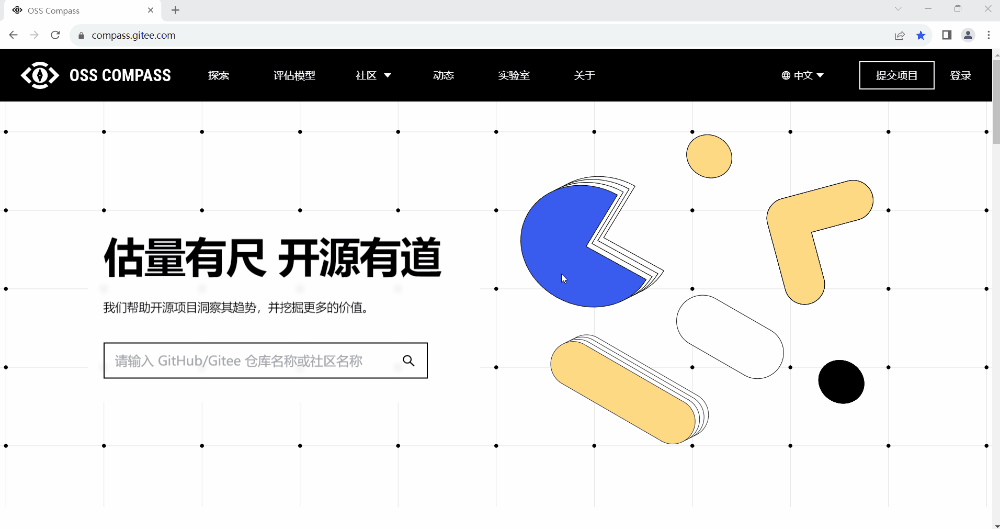 OSS Compass
compass.gitee.com
OSS COMPASS 探索 评估模型 社区 动态 实验室 关于 中文 提交项目 登录
估量有尺 开源有道
我们帮助开源项目洞察其趋势，并挖掘更多的价值。
请输入 GitHub/Gitee 仓库名称或社区名称